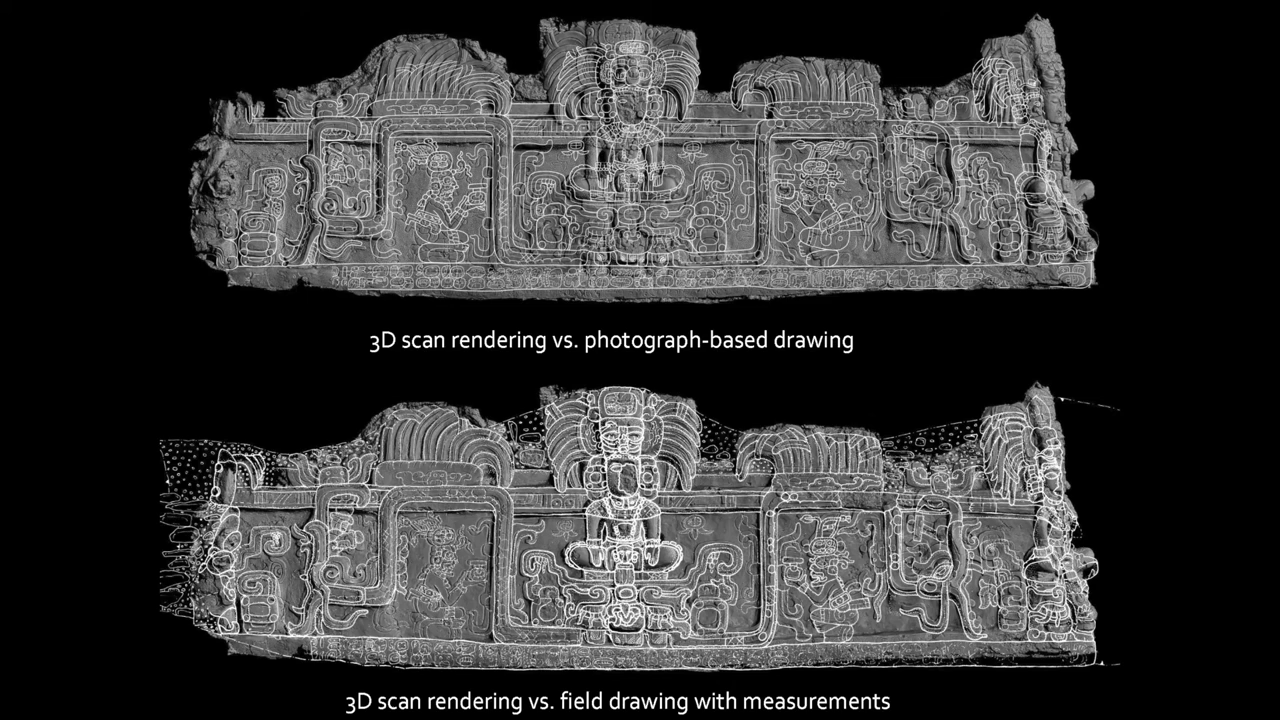 3D scan rendering vs. photograph-based drawing
3D scan rendering vs. field drawing with measurements